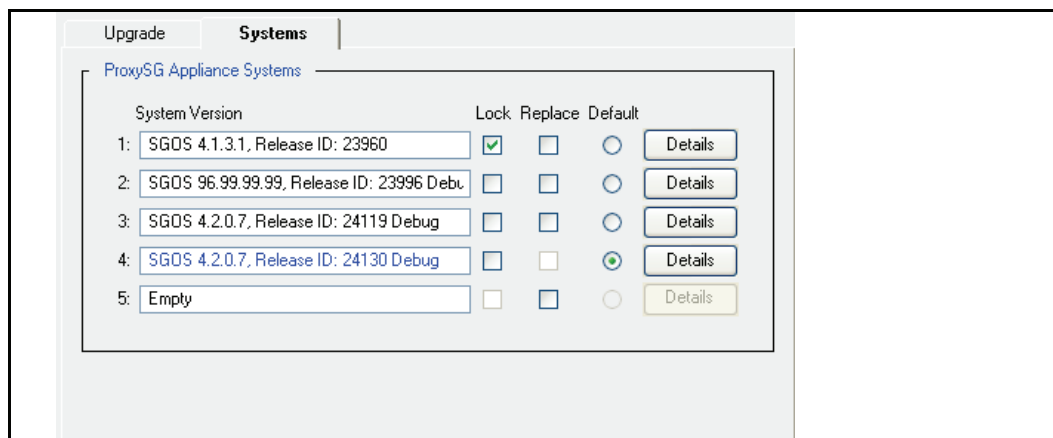 Upgrade Systems
ProxySG Appliance Systems
System Version Lock Replace Default
1: SGOS 4.1.3.1, Release ID: 23960 Details
2: SGOS 96.99.99.99, Release ID: 23996 Debu Details
3: SGOS 4.2.0.7, Release ID: 24119 Debug Details
4: SGOS 4.2.0.7, Release ID: 24130 Debug Details
5: Empty Details